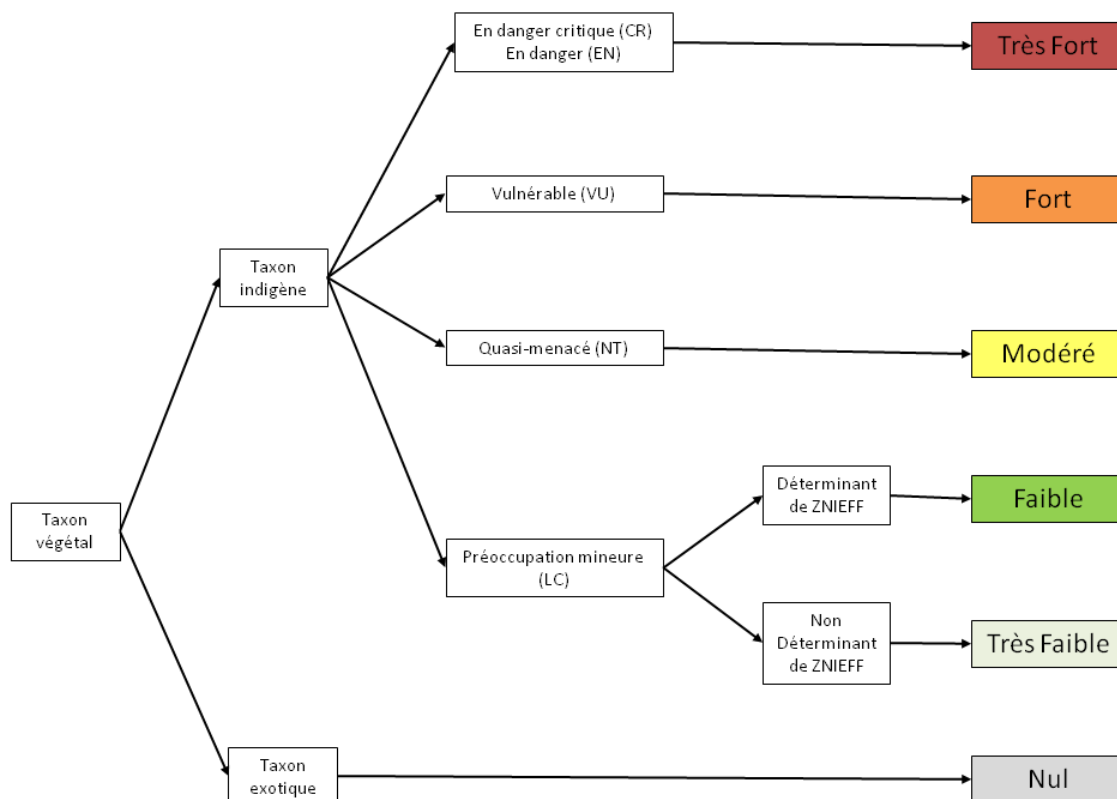 En danger critique (CR)
En danger (EN)
Très Fort
Vulnérable (VU)
Fort
Taxon
indigène
Quasi-menacé (NT)
Modéré
Déterminant
de ZNIEFF
Faible
Taxon
végétal
Préoccupation mineure
(LC)
Non
Déterminant
de ZNIEFF
Très Faible
Taxon
exotique
Nul